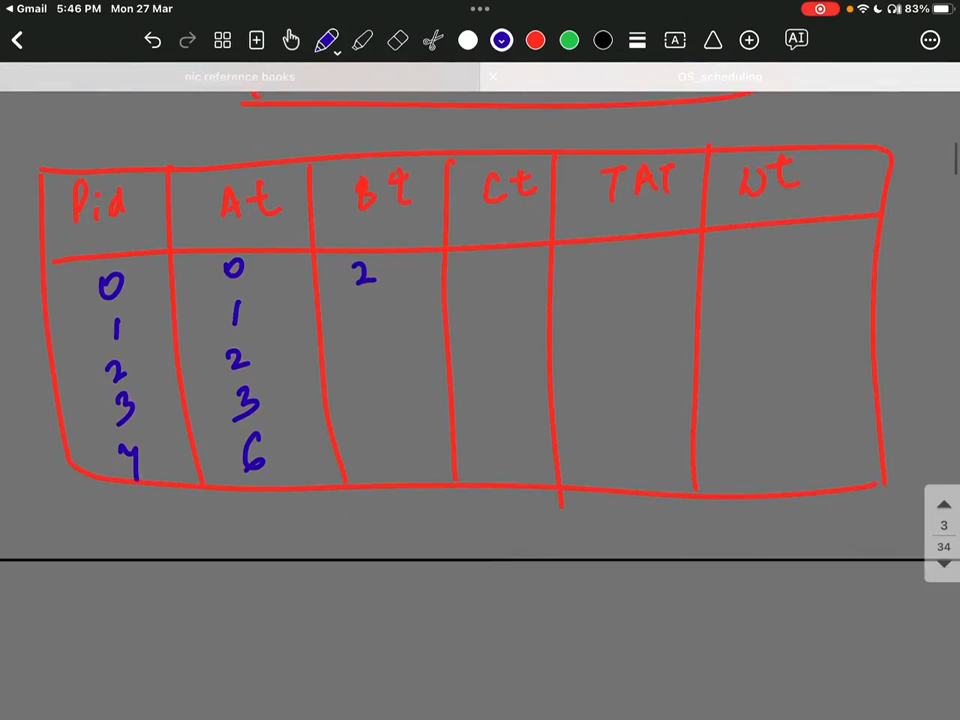 Gmail 5:46 PM Mon 27 Mar 83%
A AI
nic reference books OS_scheduling
Pid At Bt Ct TAT Wt
0 0 2
1 1
2 2
3 3
4 6
3
34